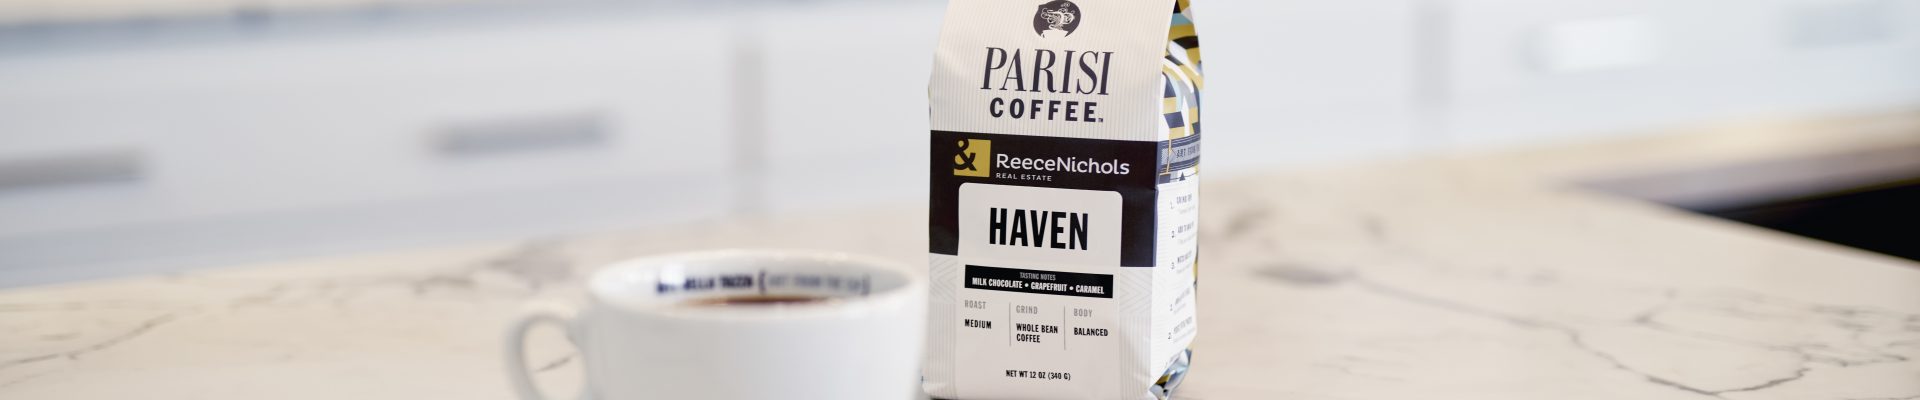 PARISI
COFFEE™
& ReeceNichols
REAL ESTATE
HAVEN
TASTING NOTES
MILK CHOCOLATE • GRAPEFRUIT • CARAMEL
ROAST
MEDIUM
GRIND
WHOLE BEAN
COFFEE
BODY
BALANCED
NET WT 12 OZ (340 G)